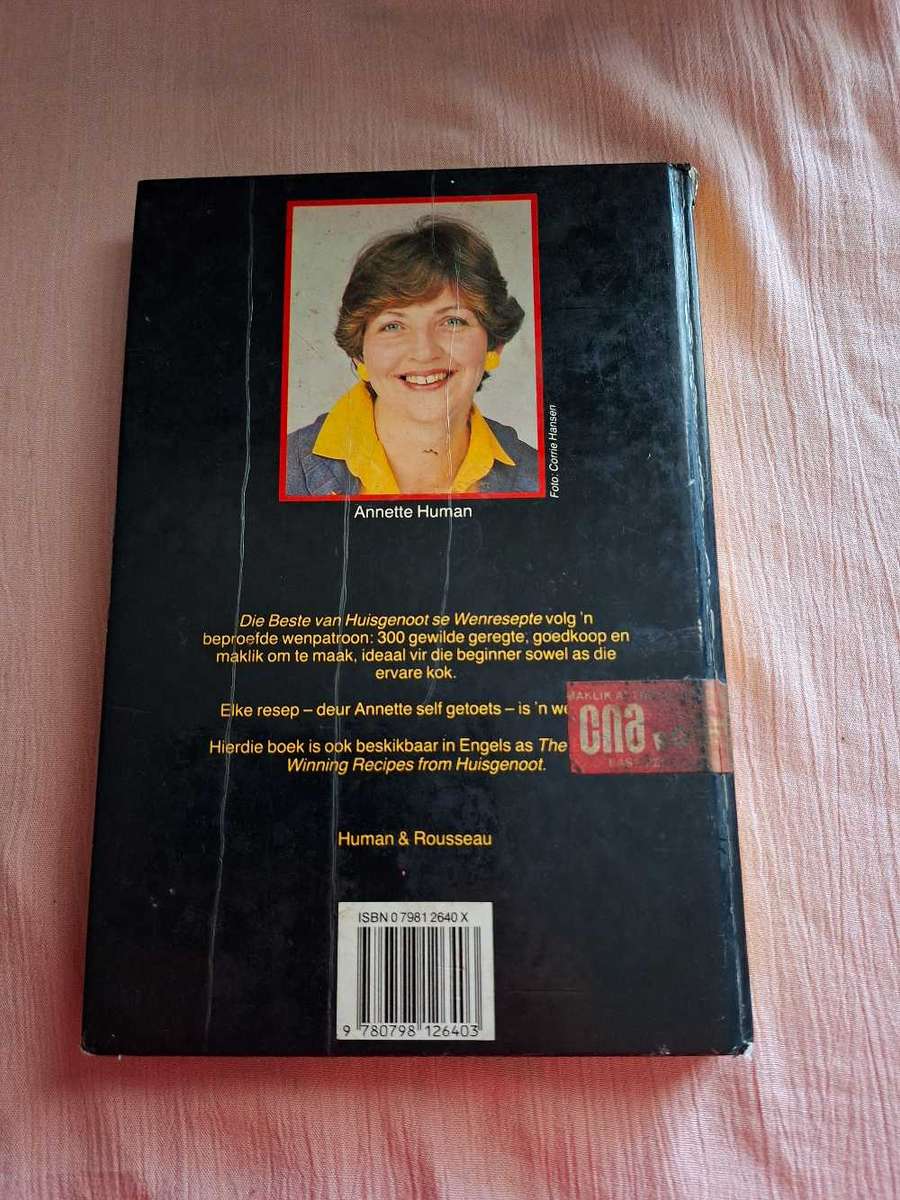 Foto: Corrie Hansen
Annette Human
Die Beste van Huisgenoot se Wenresepte volg 'n
beproefde wenpatroon: 300 gewilde geregte, goedkoop en
maklik om te maak, ideaal vir die beginner sowel as die
ervare kok.
Elke resep – deur Annette self getoets – is 'n
MAKLIK
cna
Hierdie boek is ook beskikbaar in Engels as The
Winning Recipes from Huisgenoot.
Human & Rousseau
ISBN 0 7981 2640 X
9 780798 126403